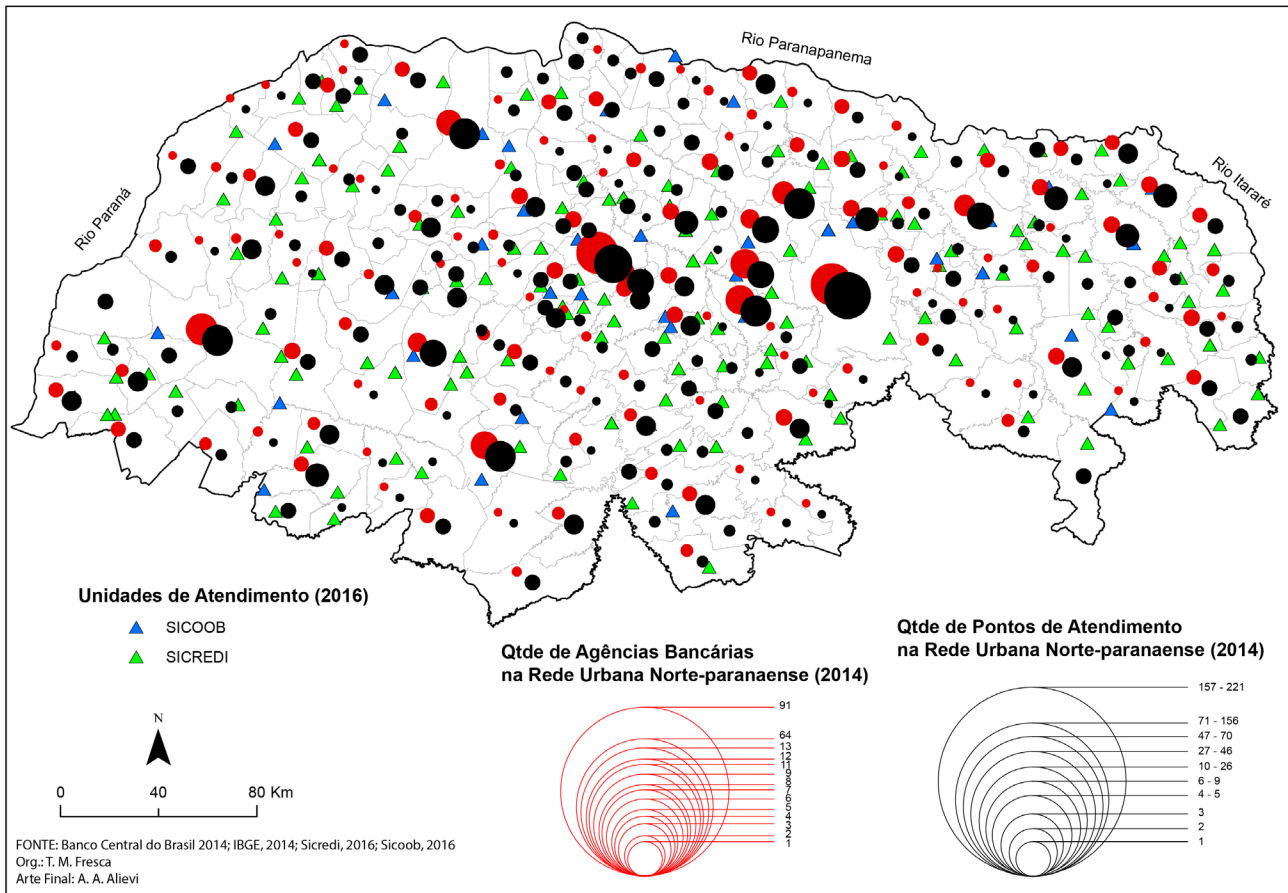 Rio Paranapanema
Rio Itararé
Rio Paraná
Unidades de Atendimento (2016)
SICOOB
SICREDI
N
0 40 80 Km
FONTE: Banco Central do Brasil 2014; IBGE, 2014; Sicredi, 2016; Sicoob, 2016
Org.: T. M. Fresca
Arte Final: A. A. Alievi
Qtde de Agências Bancárias
na Rede Urbana Norte-paranaense (2014)
91
64
13
12
11
9
8
7
6
5
4
3
2
1
Qtde de Pontos de Atendimento
na Rede Urbana Norte-paranaense (2014)
157 - 221
71 - 156
47 - 70
27 - 46
10 - 26
6 - 9
4 - 5
3
2
1